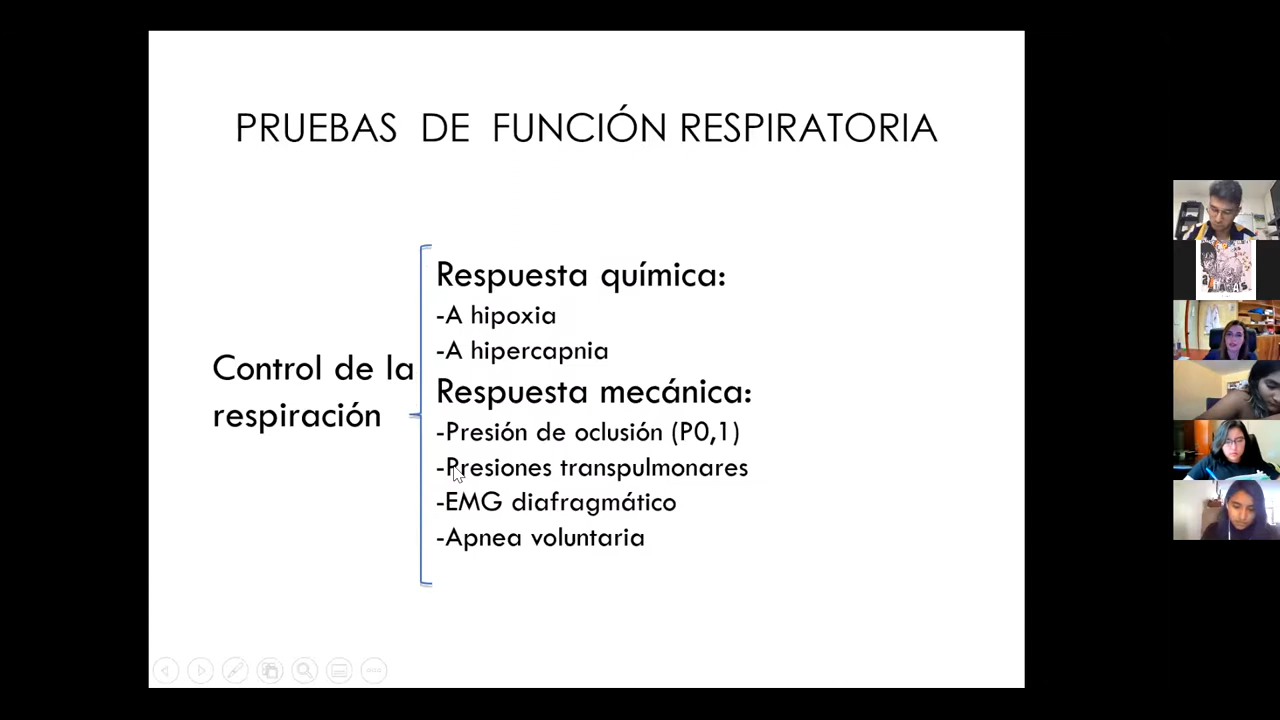 PRUEBAS DE FUNCIÓN RESPIRATORIA
Control de la
respiración
Respuesta química:
-A hipoxia
-A hipercapnia
Respuesta mecánica:
-Presión de oclusión (P0,1)
-Presiones transpulmonares
-EMG diafragmático
-Apnea voluntaria